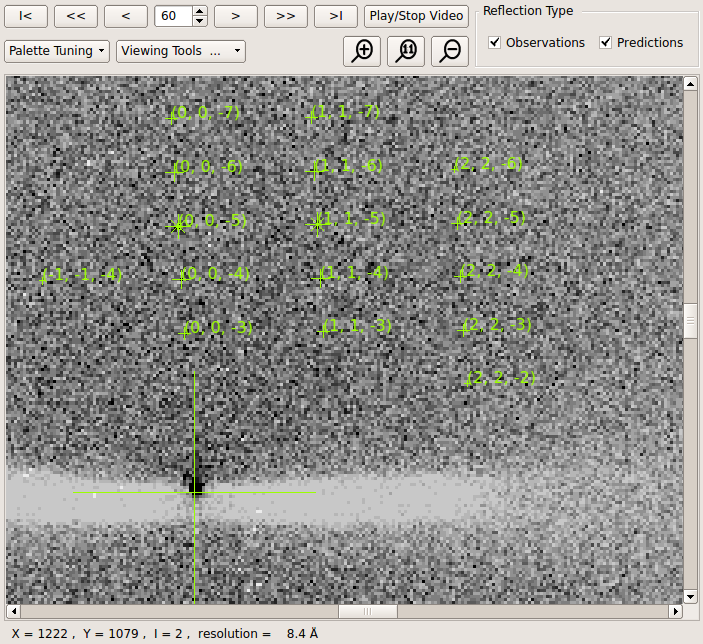 I< << < 60 > >> >I Play/Stop Video Reflection Type
Palette Tuning Viewing Tools ... 11 Observations Predictions
(0, 0, -7) (1, 1, -7)
(0, 0, -6) (1, 1, -6) (2, 2, -6)
(0, 0, -5) (1, 1, -5) (2, 2, -5)
(-1, -1, -4) (0, 0, -4) (1, 1, -4) (2, 2, -4)
(0, 0, -3) (1, 1, -3) (2, 2, -3)
(2, 2, -2)
X = 1222 , Y = 1079 , I = 2 , resolution = 8.4 Å